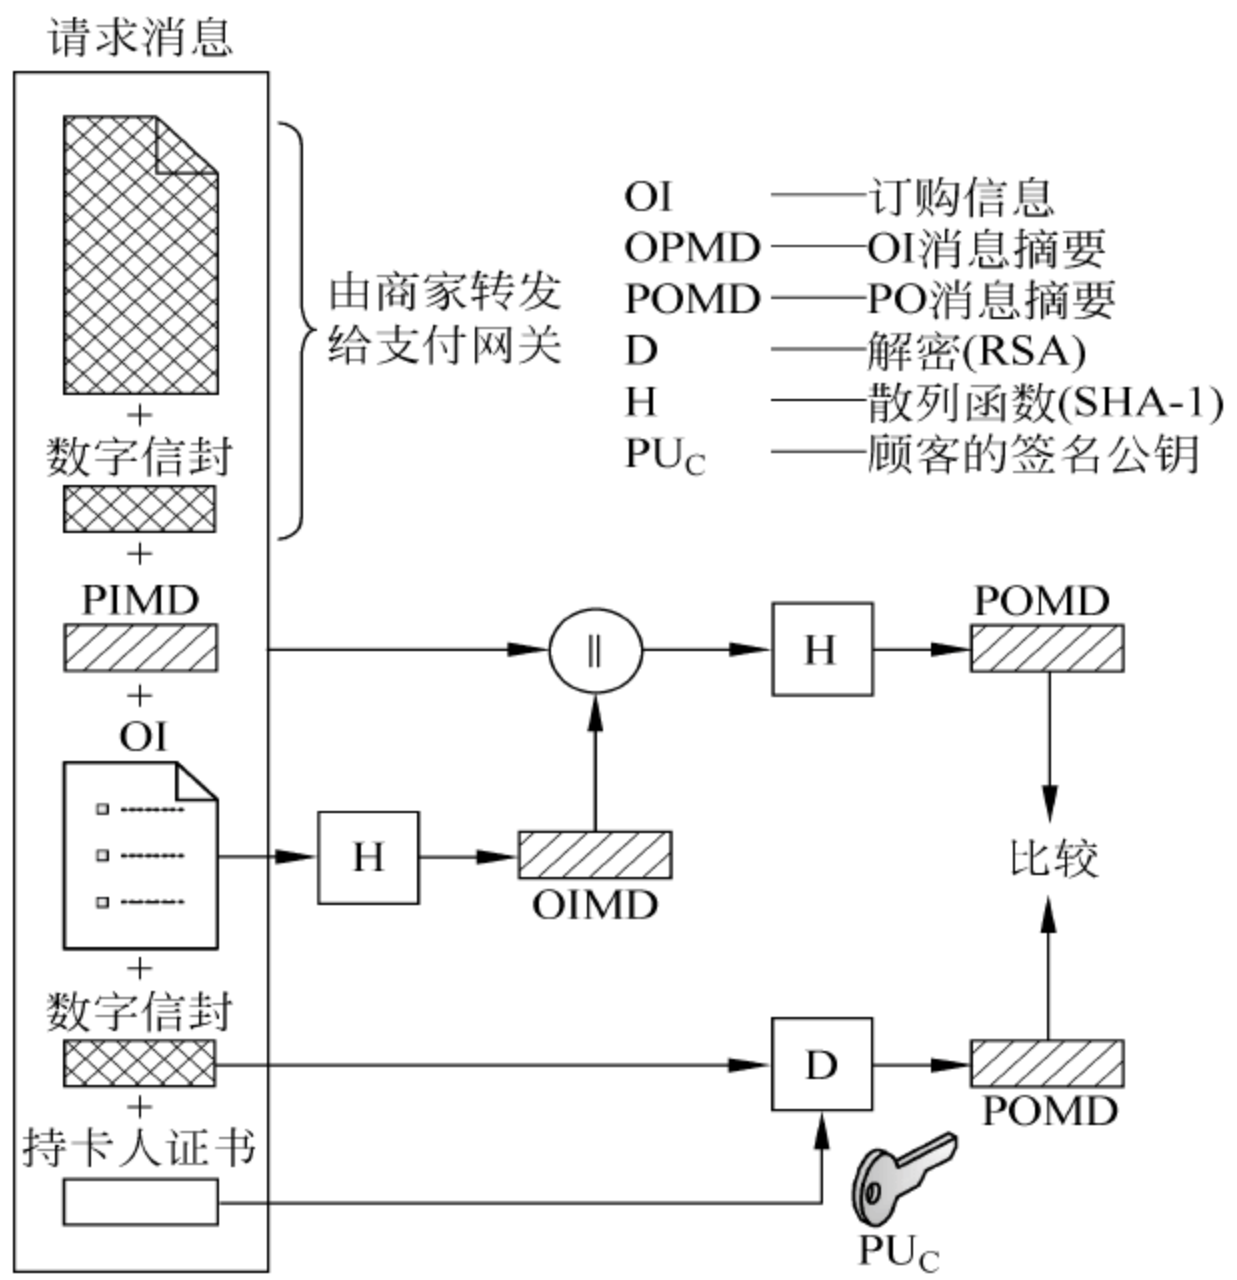 请求消息
由商家转发
给支付网关
+
数字信封
+
PIMD
+
OI
+
数字信封
+
持卡人证书
OI ——订购信息
OPMD ——OI消息摘要
POMD ——PO消息摘要
D ——解密(RSA)
H ——散列函数(SHA-1)
PUC ——顾客的签名公钥
||
H
POMD
H
OIMD
比较
D
POMD
PUC